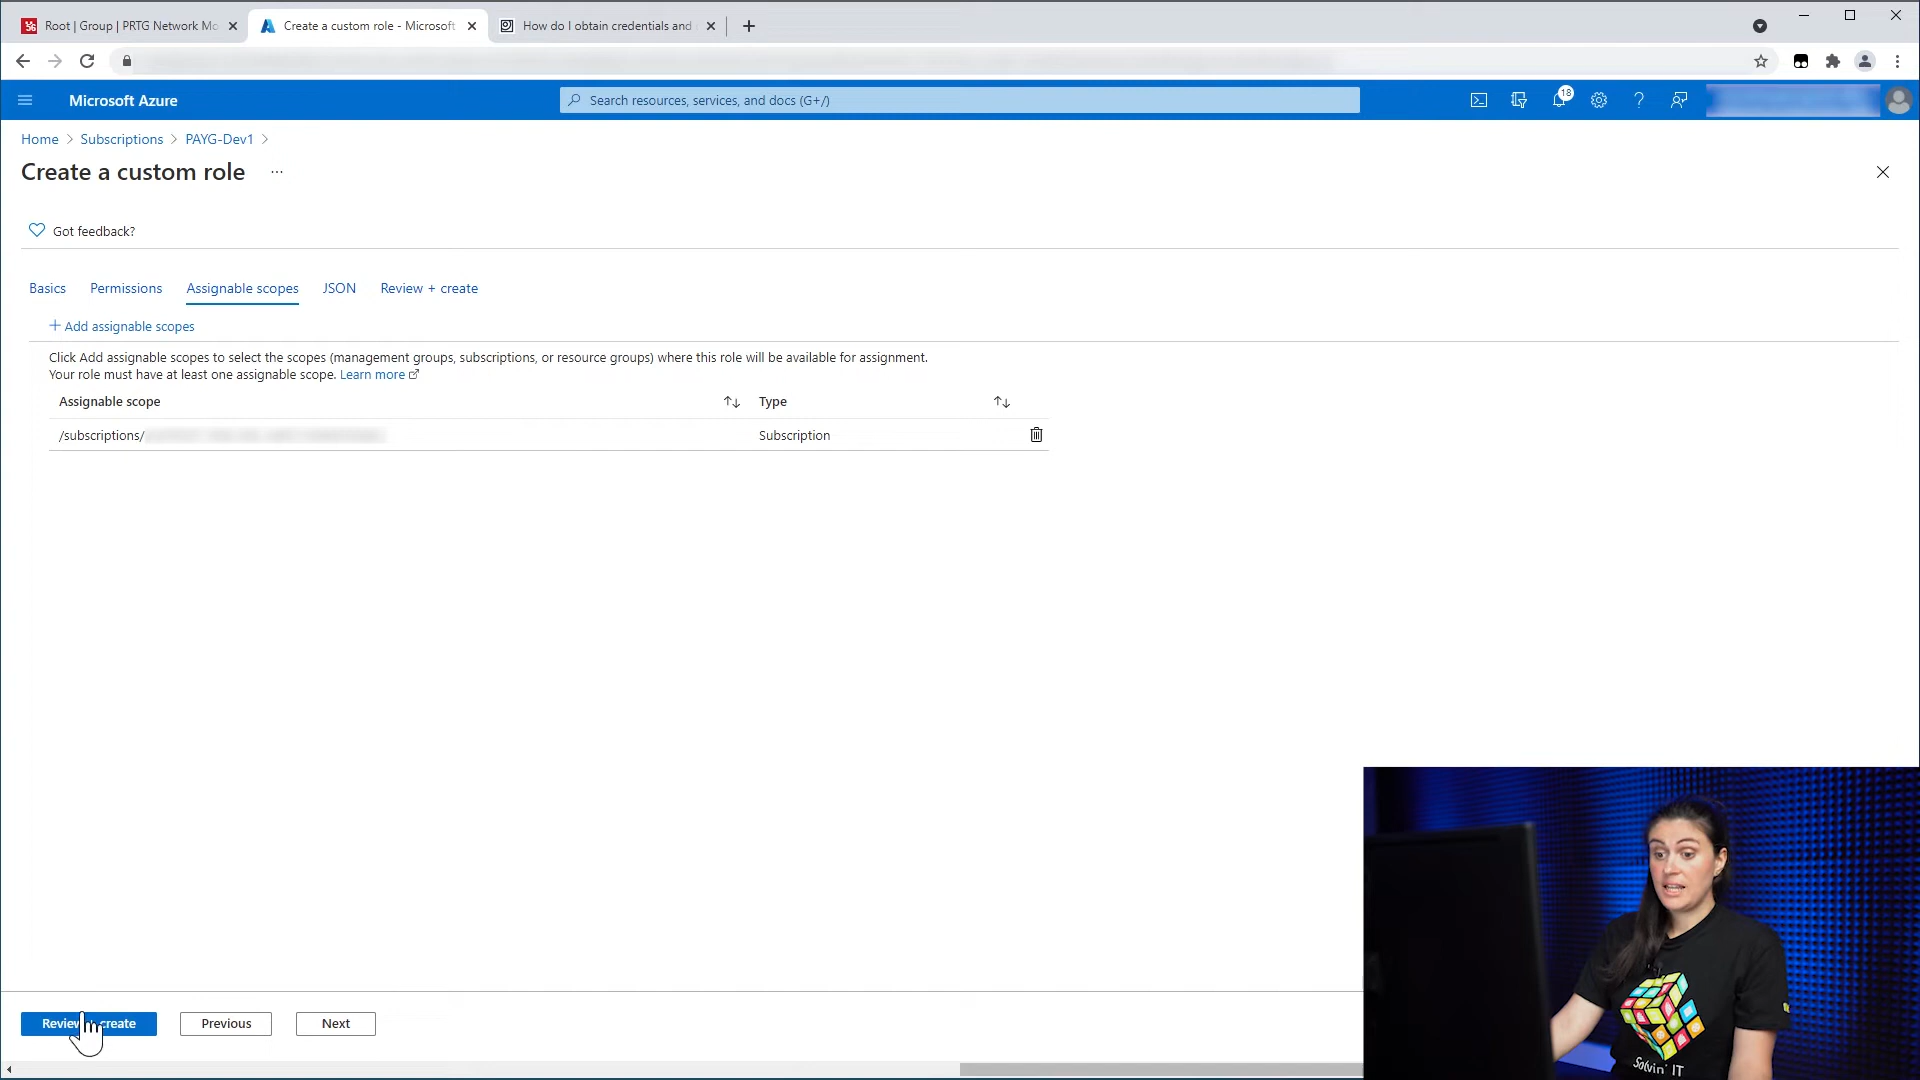 Root | Group | PRTG Network Mo
Create a custom role - Microsoft
How do I obtain credentials and
Microsoft Azure
Search resources, services, and docs (G+/)
18
Home > Subscriptions > PAYG-Dev1 >
Create a custom role ...
Got feedback?
Basics Permissions Assignable scopes JSON Review + create
+ Add assignable scopes
Click Add assignable scopes to select the scopes (management groups, subscriptions, or resource groups) where this role will be available for assignment.
Your role must have at least one assignable scope. Learn more
Assignable scope Type
/subscriptions/ Subscription
Review + create Previous Next
Solvin' IT